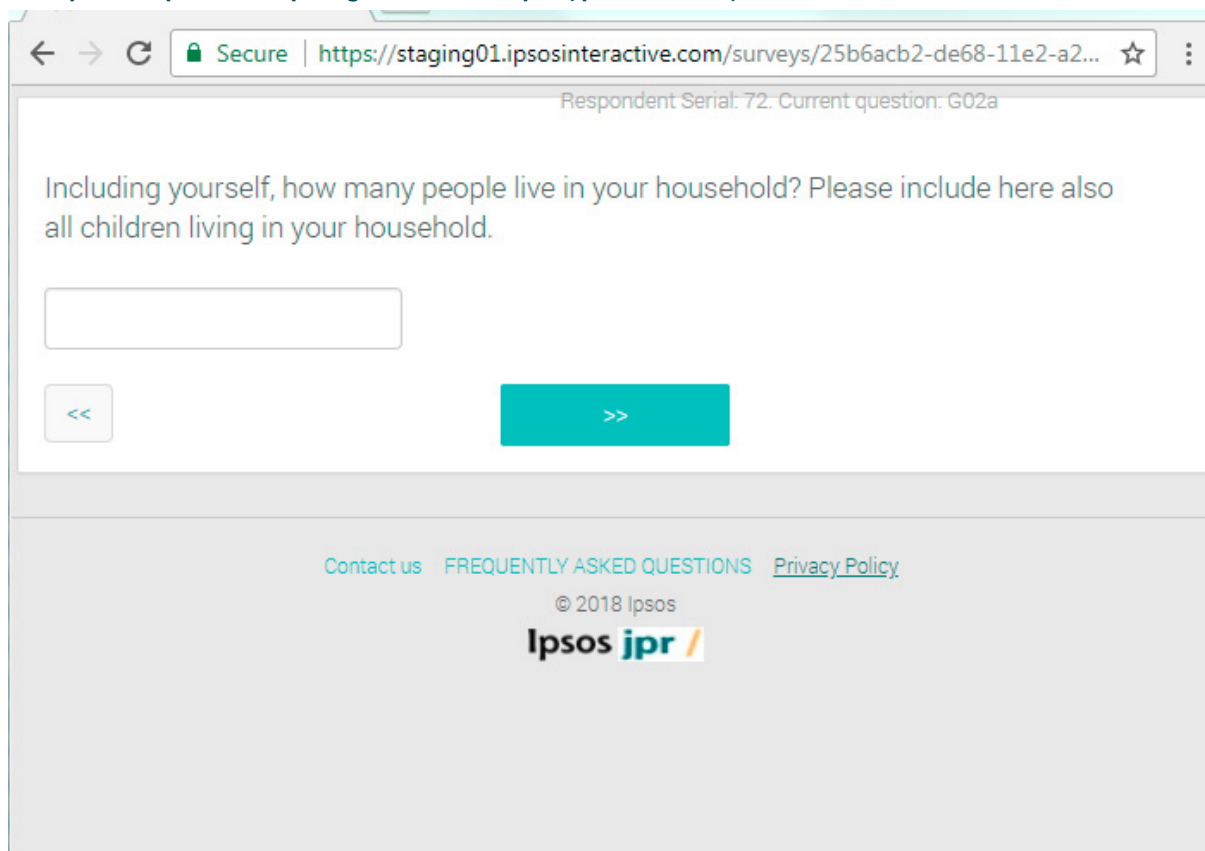 Secure | https://staging01.ipsosinteractive.com/surveys/25b6acb2-de68-11e2-a2...
Respondent Serial: 72. Current question: G02a
Including yourself, how many people live in your household? Please include here also
all children living in your household.
<< >>
Contact us FREQUENTLY ASKED QUESTIONS Privacy Policy
© 2018 Ipsos
Ipsos jpr /